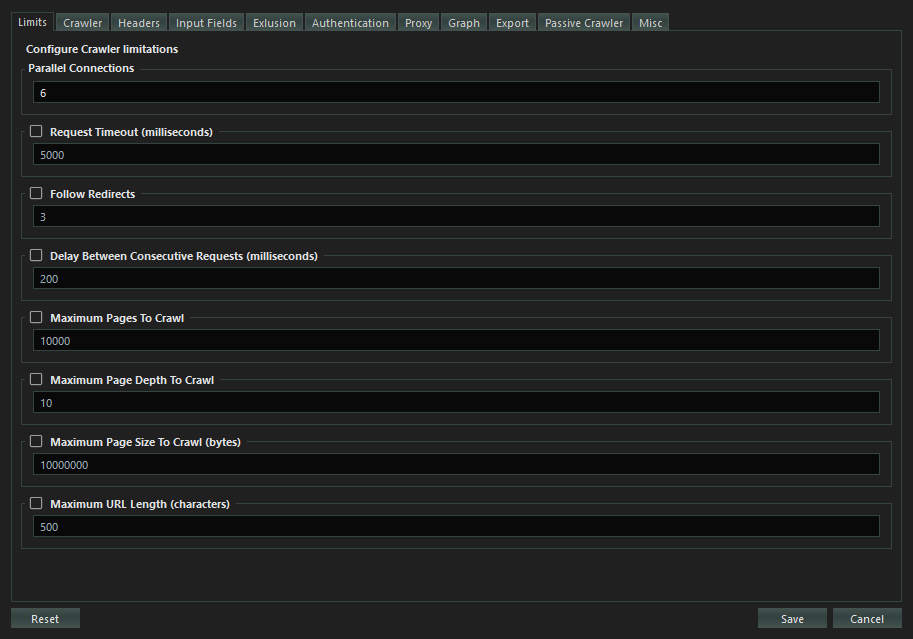 Limits Crawler Headers Input Fields Exlusion Authentication Proxy Graph Export Passive Crawler Misc
Configure Crawler limitations
Parallel Connections
6
Request Timeout (milliseconds)
5000
Follow Redirects
3
Delay Between Consecutive Requests (milliseconds)
200
Maximum Pages To Crawl
10000
Maximum Page Depth To Crawl
10
Maximum Page Size To Crawl (bytes)
10000000
Maximum URL Length (characters)
500
Reset Save Cancel